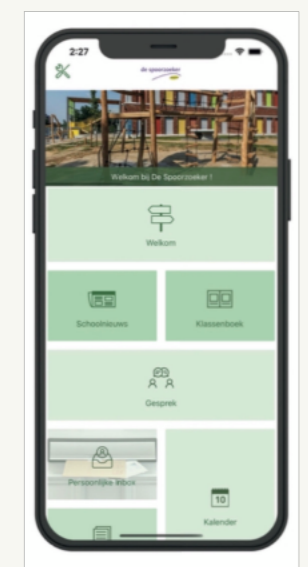 2:27
de spoorzoeker
Welkom bij De Spoorzoeker !
Welkom
Schoolnieuws
Klassenboek
Gesprek
Persoonlijke inbox
10
Kalender